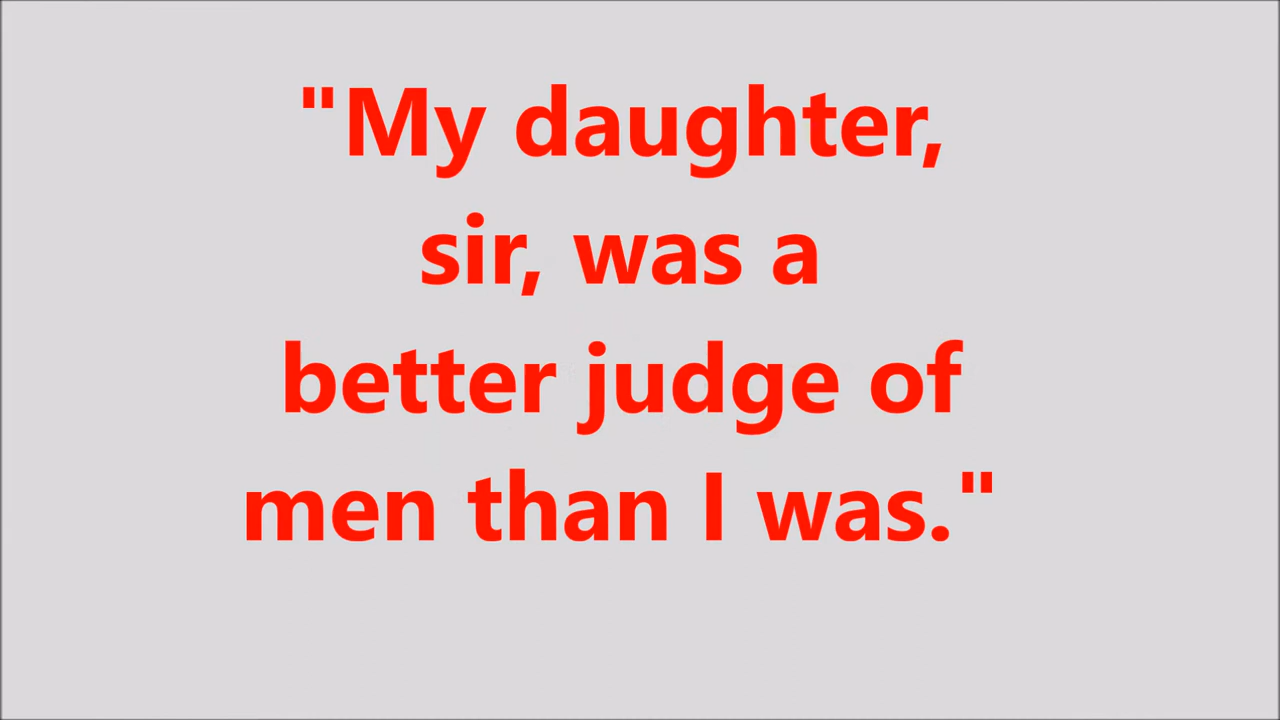 "My daughter,
sir, was a
better judge of
men than I was."